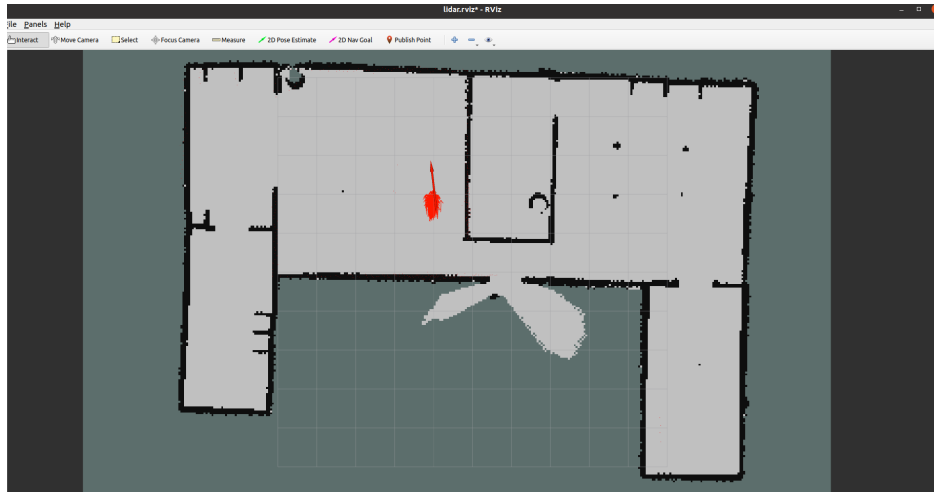 lidar.rviz* - RViz
ile Panels Help
Interact Move Camera Select Focus Camera Measure 2D Pose Estimate 2D Nav Goal Publish Point